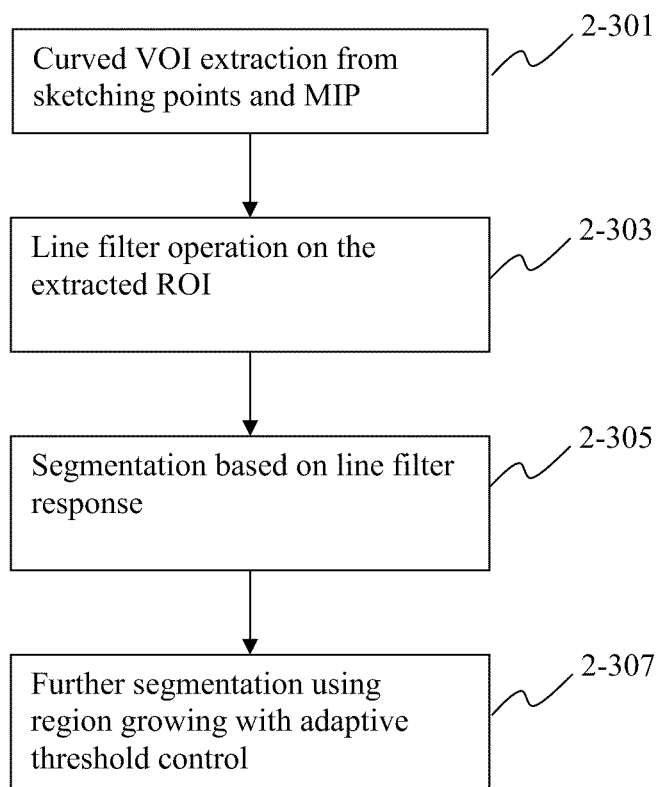 2-301
Curved VOI extraction from
sketching points and MIP
2-303
Line filter operation on the
extracted ROI
2-305
Segmentation based on line filter
response
2-307
Further segmentation using
region growing with adaptive
threshold control